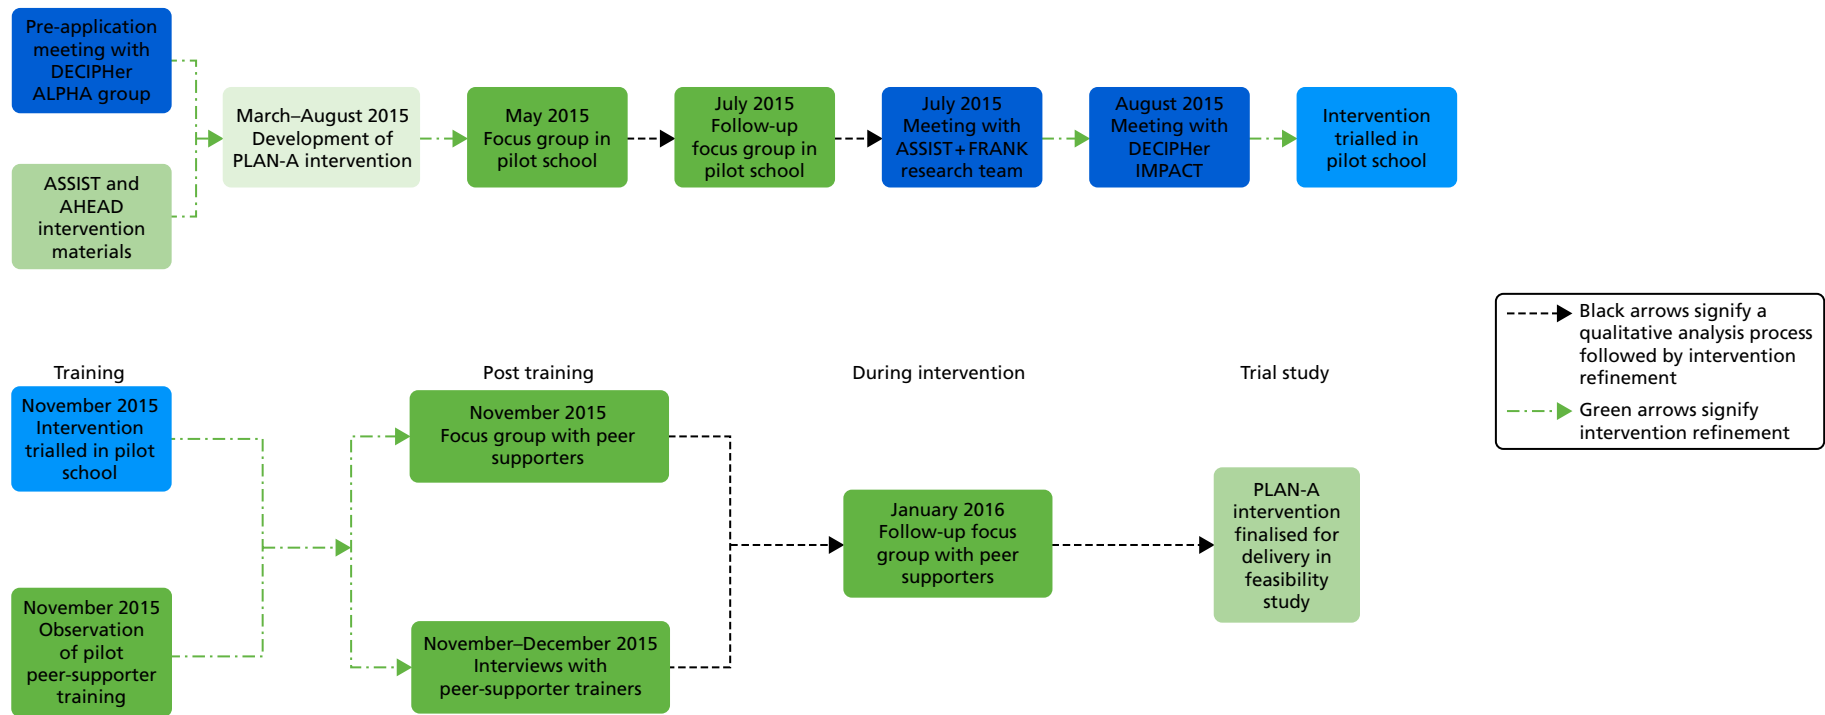 Pre-application
meeting with
DECIPHer
ALPHA group
ASSIST and
AHEAD
intervention
materials
March–August 2015
Development of
PLAN-A intervention
May 2015
Focus group in
pilot school
July 2015
Follow-up
focus group in
pilot school
July 2015
Meeting with
ASSIST+FRANK
research team
August 2015
Meeting with
DECIPHer
IMPACT
Intervention
trialled in
pilot school
Black arrows signify a
qualitative analysis process
followed by intervention
refinement
Green arrows signify
intervention refinement
Training
November 2015
Intervention
trialled in pilot
school
November 2015
Observation
of pilot
peer-supporter
training
Post training
November 2015
Focus group with peer
supporters
November–December 2015
Interviews with
peer-supporter trainers
During intervention
January 2016
Follow-up focus
group with peer
supporters
Trial study
PLAN-A
intervention
finalised for
delivery in
feasibility
study